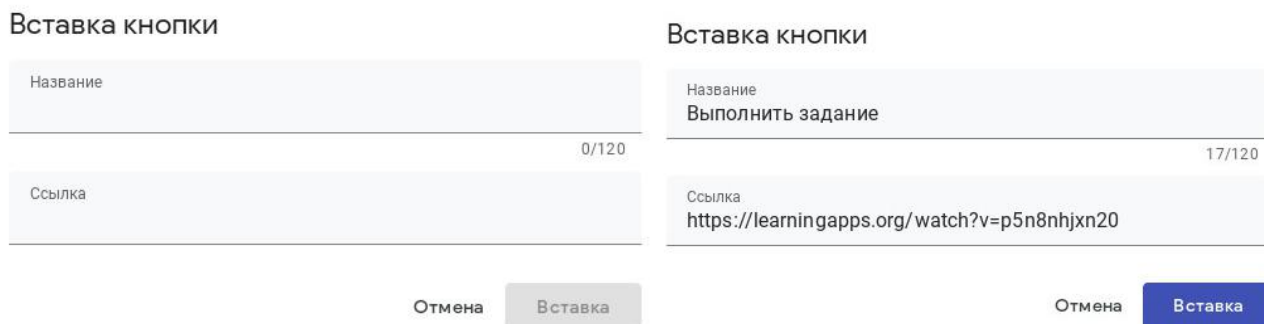 Вставка кнопки
Название
0/120
Ссылка
Отмена Вставка
Вставка кнопки
Название
Выполнить задание
17/120
Ссылка
https://learningapps.org/watch?v=p5n8nhjxn20
Отмена Вставка